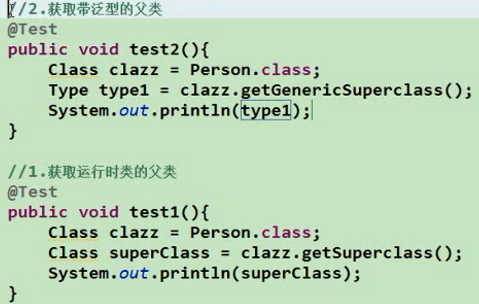 //2.获取带泛型的父类
@Test
public void test2(){
    Class clazz = Person.class;
    Type type1 = clazz.getGenericSuperclass();
    System.out.println(type1);
}
//1.获取运行时类的父类
@Test
public void test1(){
    Class clazz = Person.class;
    Class superClass = clazz.getSuperclass();
    System.out.println(superClass);
}